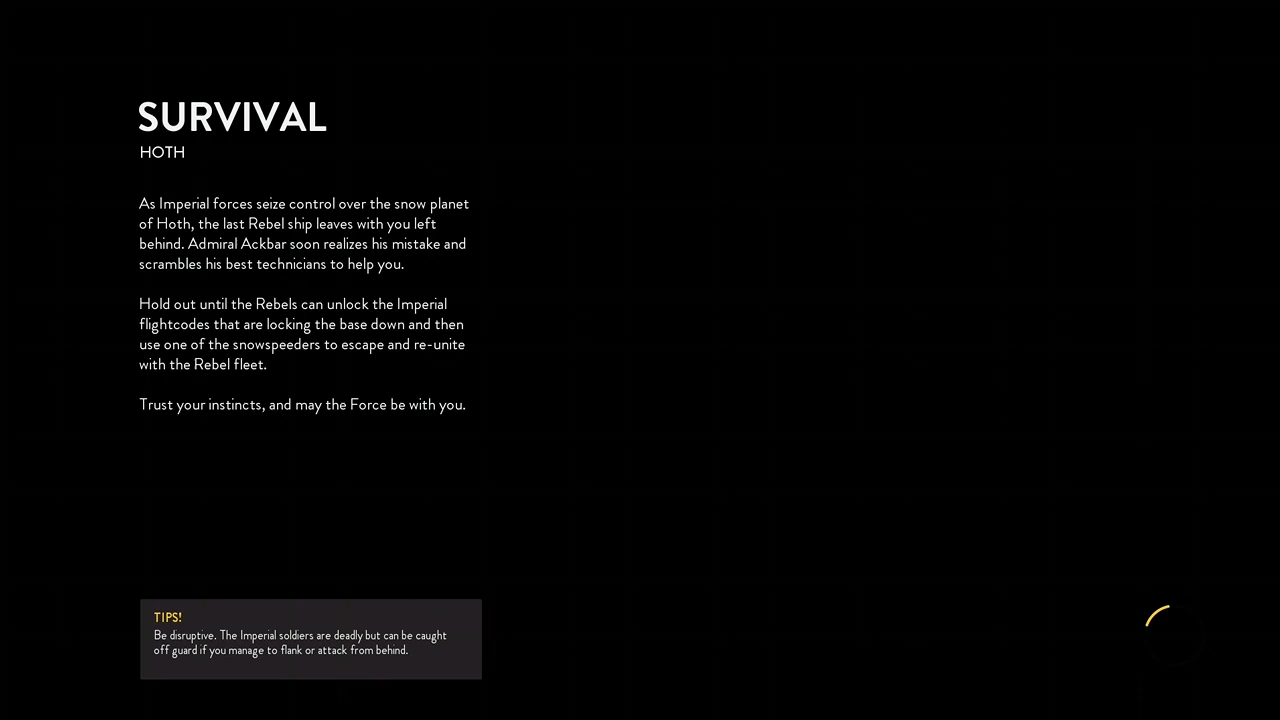 SURVIVAL
HOTH
As Imperial forces seize control over the snow planet
of Hoth, the last Rebel ship leaves with you left
behind. Admiral Ackbar soon realizes his mistake and
scrambles his best technicians to help you.
Hold out until the Rebels can unlock the Imperial
flightcodes that are locking the base down and then
use one of the snowspeeders to escape and re-unite
with the Rebel fleet.
Trust your instincts, and may the Force be with you.
TIPS!
Be disruptive. The Imperial soldiers are deadly but can be caught
off guard if you manage to flank or attack from behind.